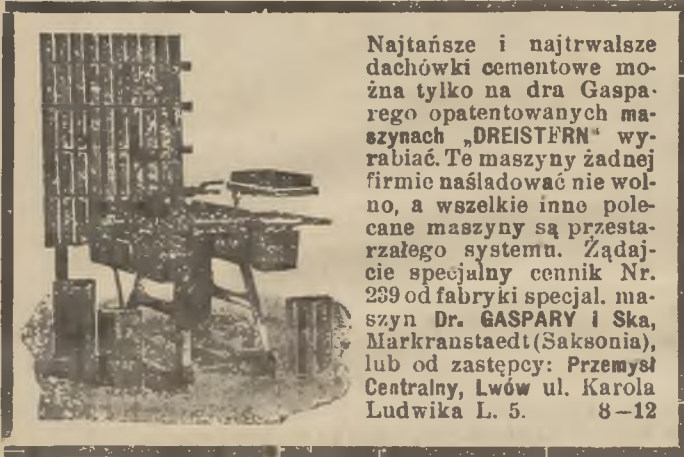 Najtańsze i najtrwalsze
dachówki cementowe mo-
żna tylko na dra Gaspa-
rego opatentowanych ma-
szynach „DREISTERN“ wy-
rabiać. Te maszyny żadnej
firmie naśladować nie wol-
no, a wszelkie inne pole-
cane maszyny są przesta-
rzałego systemu. Żądaj-
cie specjalny cennik Nr.
239 od fabryki specjal. ma-
szyn Dr. GASPARY i Ska,
Markranstaedt (Saksonia),
lub od zastępcy: Przemysł
Centralny, Lwów ul. Karola
Ludwika L. 5. 8—12